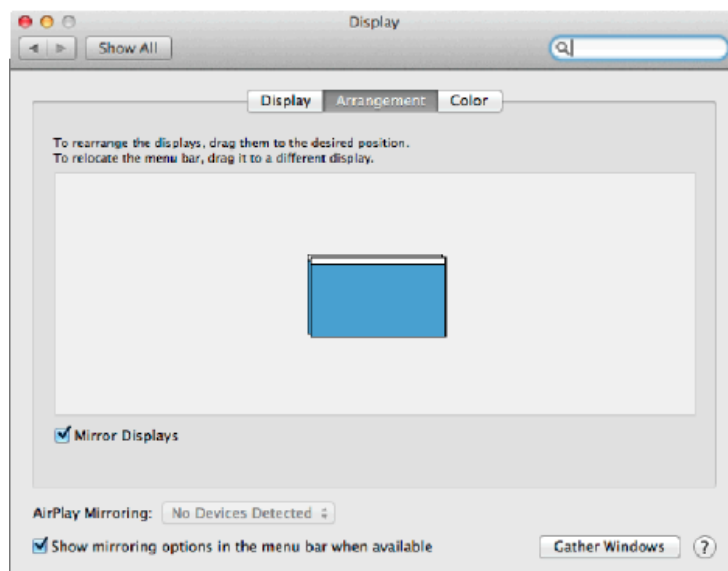 Display
Show All
Display Arrangement Color
To rearrange the displays, drag them to the desired position.
To relocate the menu bar, drag it to a different display.
Mirror Displays
AirPlay Mirroring: No Devices Detected
Show mirroring options in the menu bar when available
Gather Windows ?